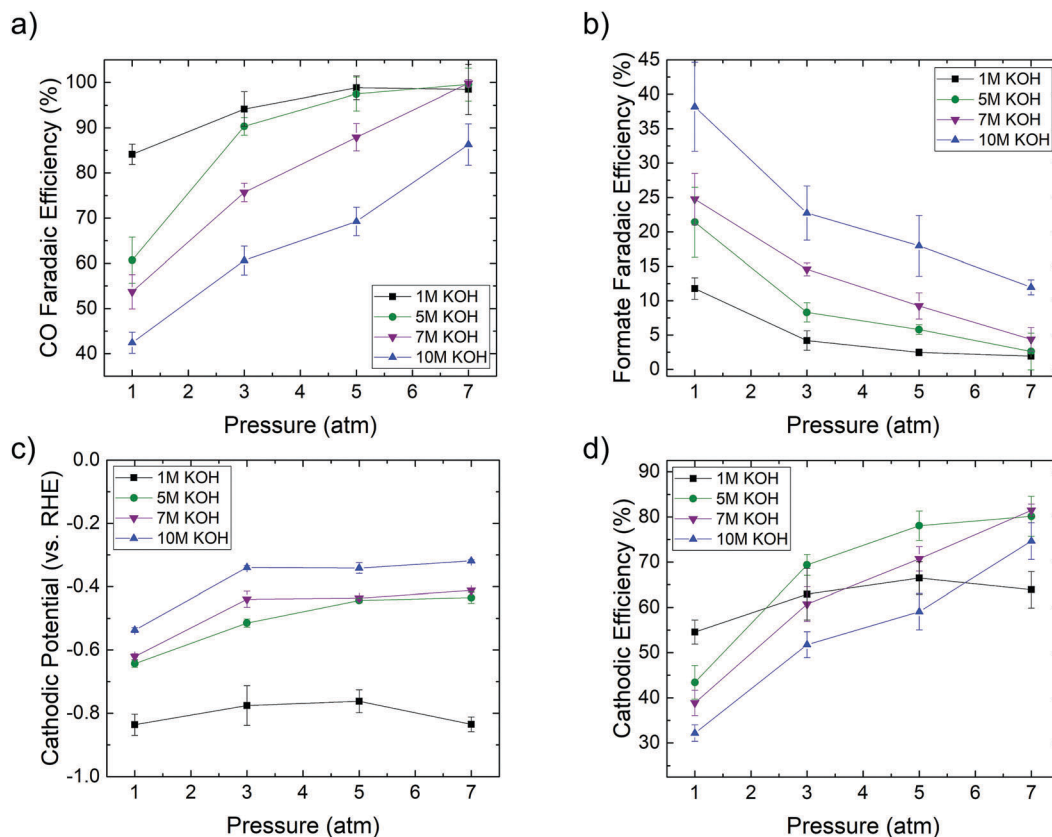 a)
CO Faradaic Efficiency (%)
100
90
80
70
60
50
40
1 2 3 4 5 6 7
Pressure (atm)
1M KOH
5M KOH
7M KOH
10M KOH
b)
Formate Faradaic Efficiency (%)
45
40
35
30
25
20
15
10
5
0
1 2 3 4 5 6 7
Pressure (atm)
1M KOH
5M KOH
7M KOH
10M KOH
c)
Cathodic Potential (vs. RHE)
0.0
-0.2
-0.4
-0.6
-0.8
-1.0
1 2 3 4 5 6 7
Pressure (atm)
1M KOH
5M KOH
7M KOH
10M KOH
d)
Cathodic Efficiency (%)
90
80
70
60
50
40
30
1 2 3 4 5 6 7
Pressure (atm)
1M KOH
5M KOH
7M KOH
10M KOH